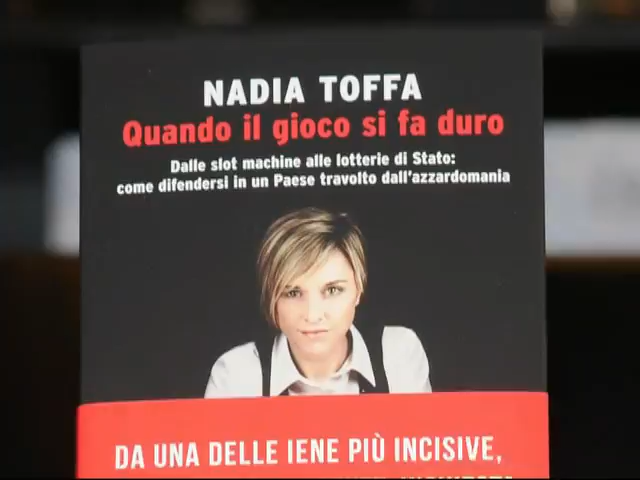 NADIA TOFFA
Quando il gioco si fa duro
Dalle slot machine alle lotterie di Stato:
come difendersi in un Paese travolto dall'azzardomania
DA UNA DELLE IENE PIÙ INCISIVE,